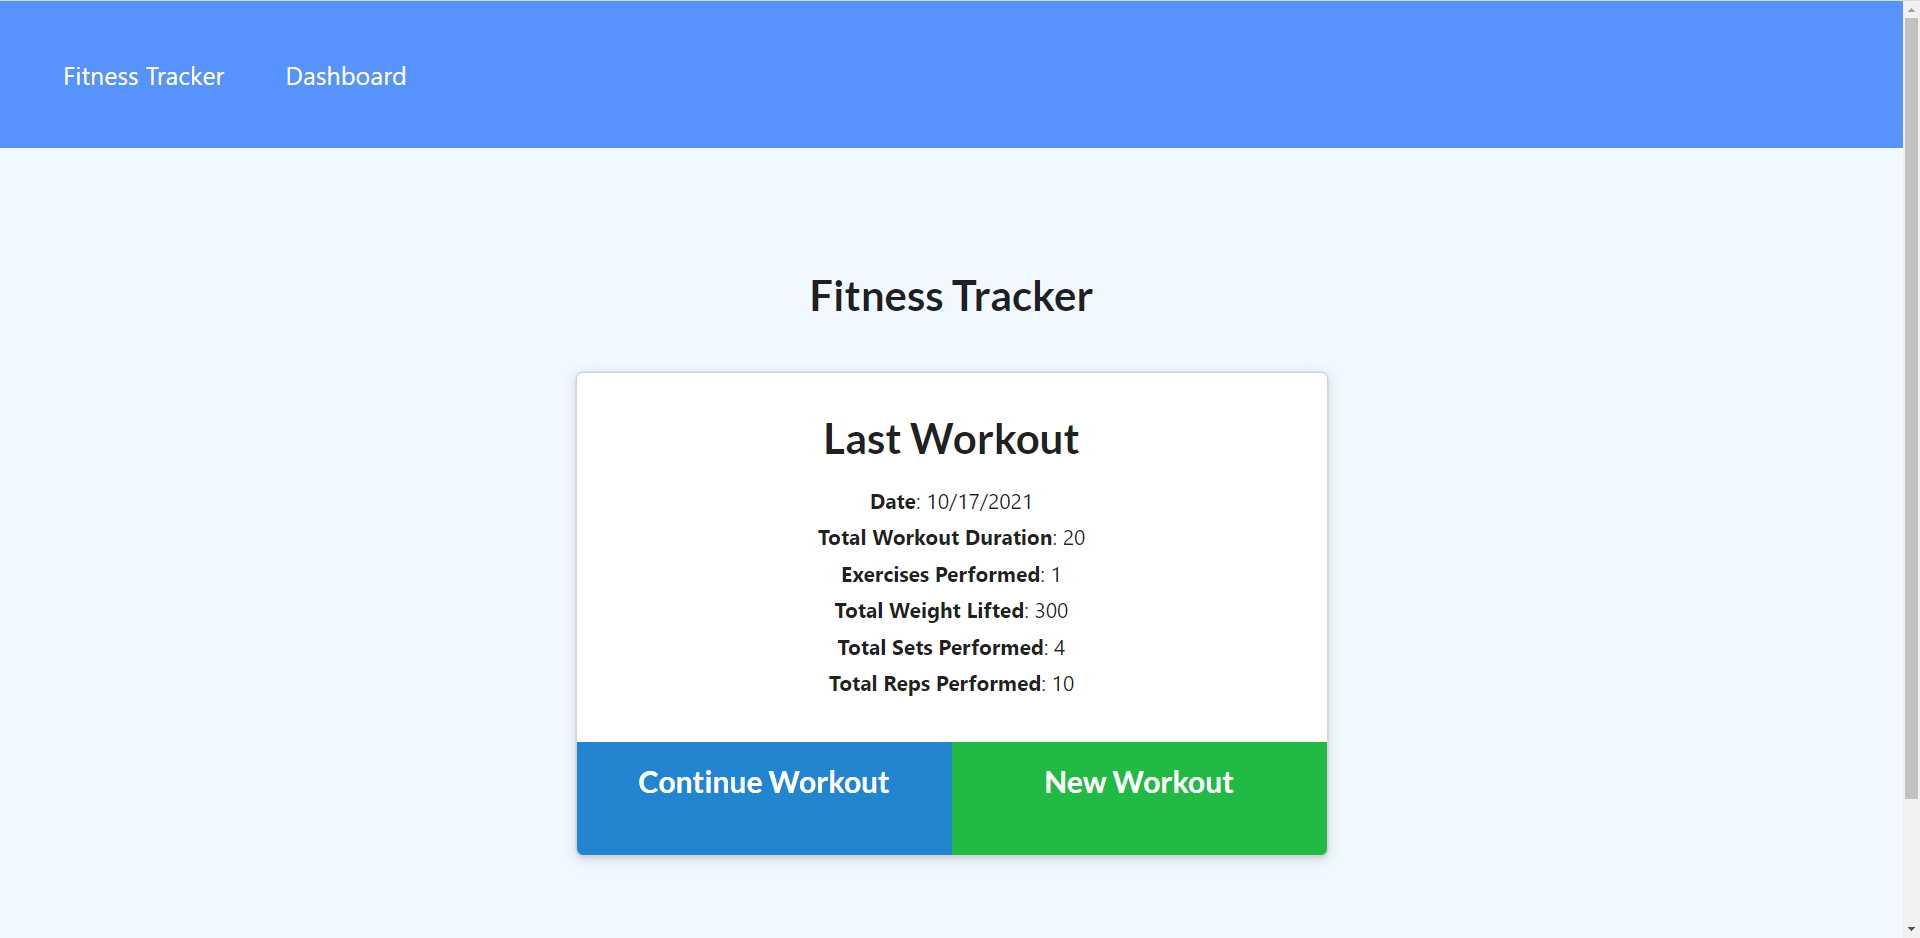 Fitness Tracker Dashboard
Fitness Tracker
Last Workout
Date: 10/17/2021
Total Workout Duration: 20
Exercises Performed: 1
Total Weight Lifted: 300
Total Sets Performed: 4
Total Reps Performed: 10
Continue Workout New Workout